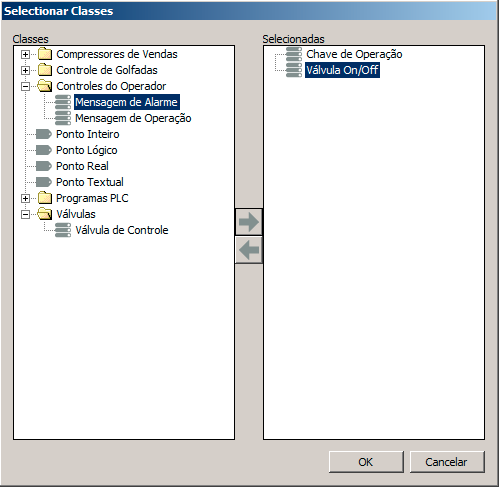 Selectionar Classes
Classes
Compressores de Vendas
Controle de Golfadas
Controles do Operador
Mensagem de Alarme
Mensagem de Operação
Ponto Inteiro
Ponto Lógico
Ponto Real
Ponto Textual
Programas PLC
Válvulas
Válvula de Controle
Selecionadas
Chave de Operação
Válvula On/Off
OK
Cancelar